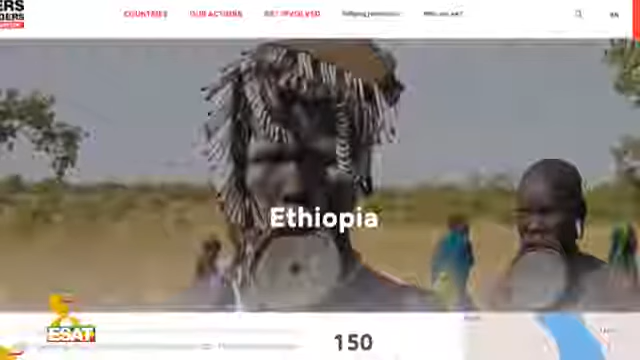 ERS
DERS
COUNTRIES
OUR ACTIONS
GET INVOLVED
EN
Ethiopia
ESAT
150